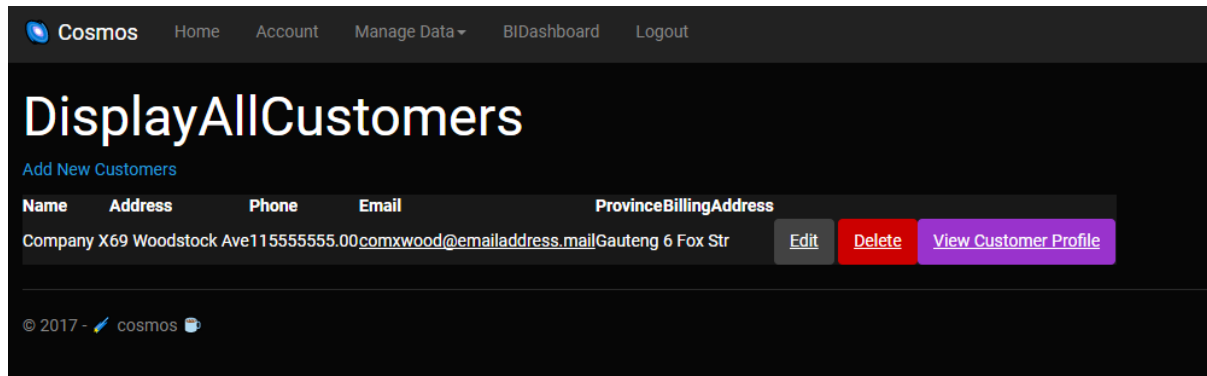 Cosmos Home Account Manage Data BIDashboard Logout
DisplayAllCustomers
Add New Customers
Name Address Phone Email ProvinceBillingAddress
Company X69 Woodstock Ave115555555.00comxwood@emailaddress.mailGauteng 6 Fox Str Edit Delete View Customer Profile
© 2017 - cosmos